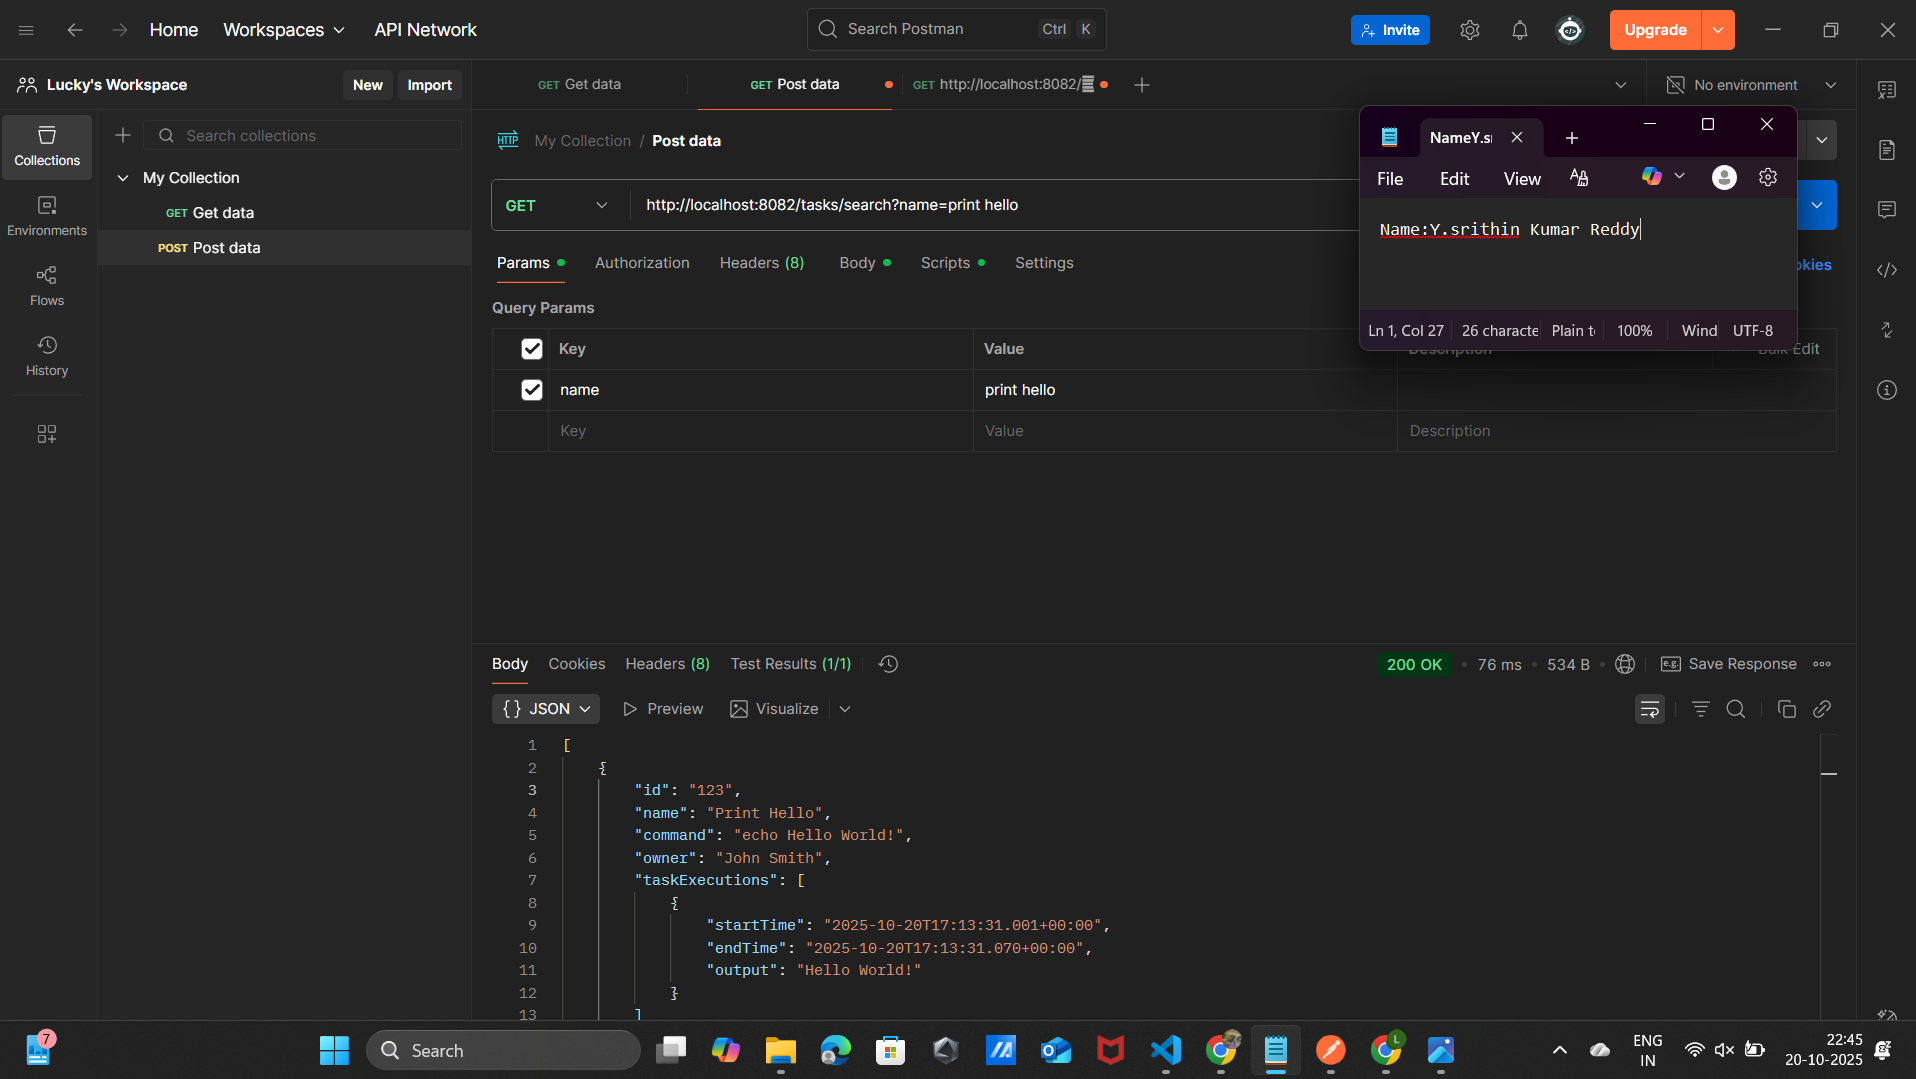 Home Workspaces API Network Search Postman Ctrl K Invite Upgrade
Lucky's Workspace New Import GET Get data GET Post data GET http://localhost:8082/ No environment
Collections
Environments
Flows
History
Search collections
My Collection
GET Get data
POST Post data
HTTP My Collection / Post data
GET http://localhost:8082/tasks/search?name=print hello
Params Authorization Headers (8) Body Scripts Settings
Query Params
Key Value
name print hello
Key Value Description
File Edit View
Name:Y.srithin Kumar Reddy
Ln 1, Col 27 100% UTF-8
Body Cookies Headers (8) Test Results (1/1) 200 OK • 76 ms • 534 B • e.g. Save Response
{} JSON Preview Visualize
1 [
2 {
3 "id": "123",
4 "name": "Print Hello",
5 "command": "echo Hello World!",
6 "owner": "John Smith",
7 "taskExecutions": [
8 {
9 "startTime": "2025-10-20T17:13:31.001+00:00",
10 "endTime": "2025-10-20T17:13:31.070+00:00",
11 "output": "Hello World!"
12 }
13 ]
7 Search L ENG 22:45
IN 20-10-2025